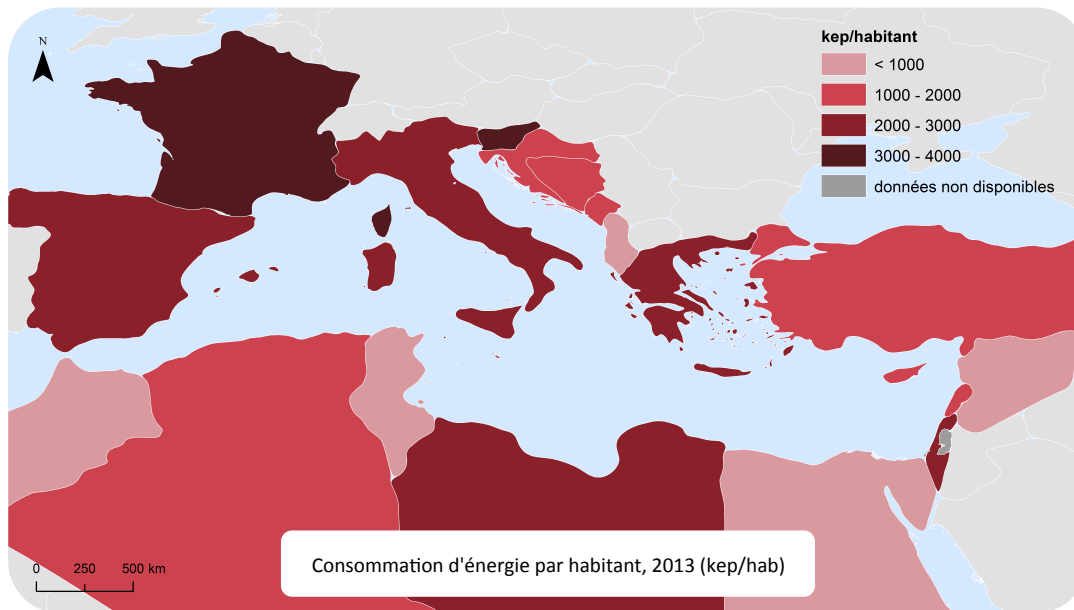 N
kep/habitant
< 1000
1000 - 2000
2000 - 3000
3000 - 4000
données non disponibles
Consommation d'énergie par habitant, 2013 (kep/hab)
0 250 500 km